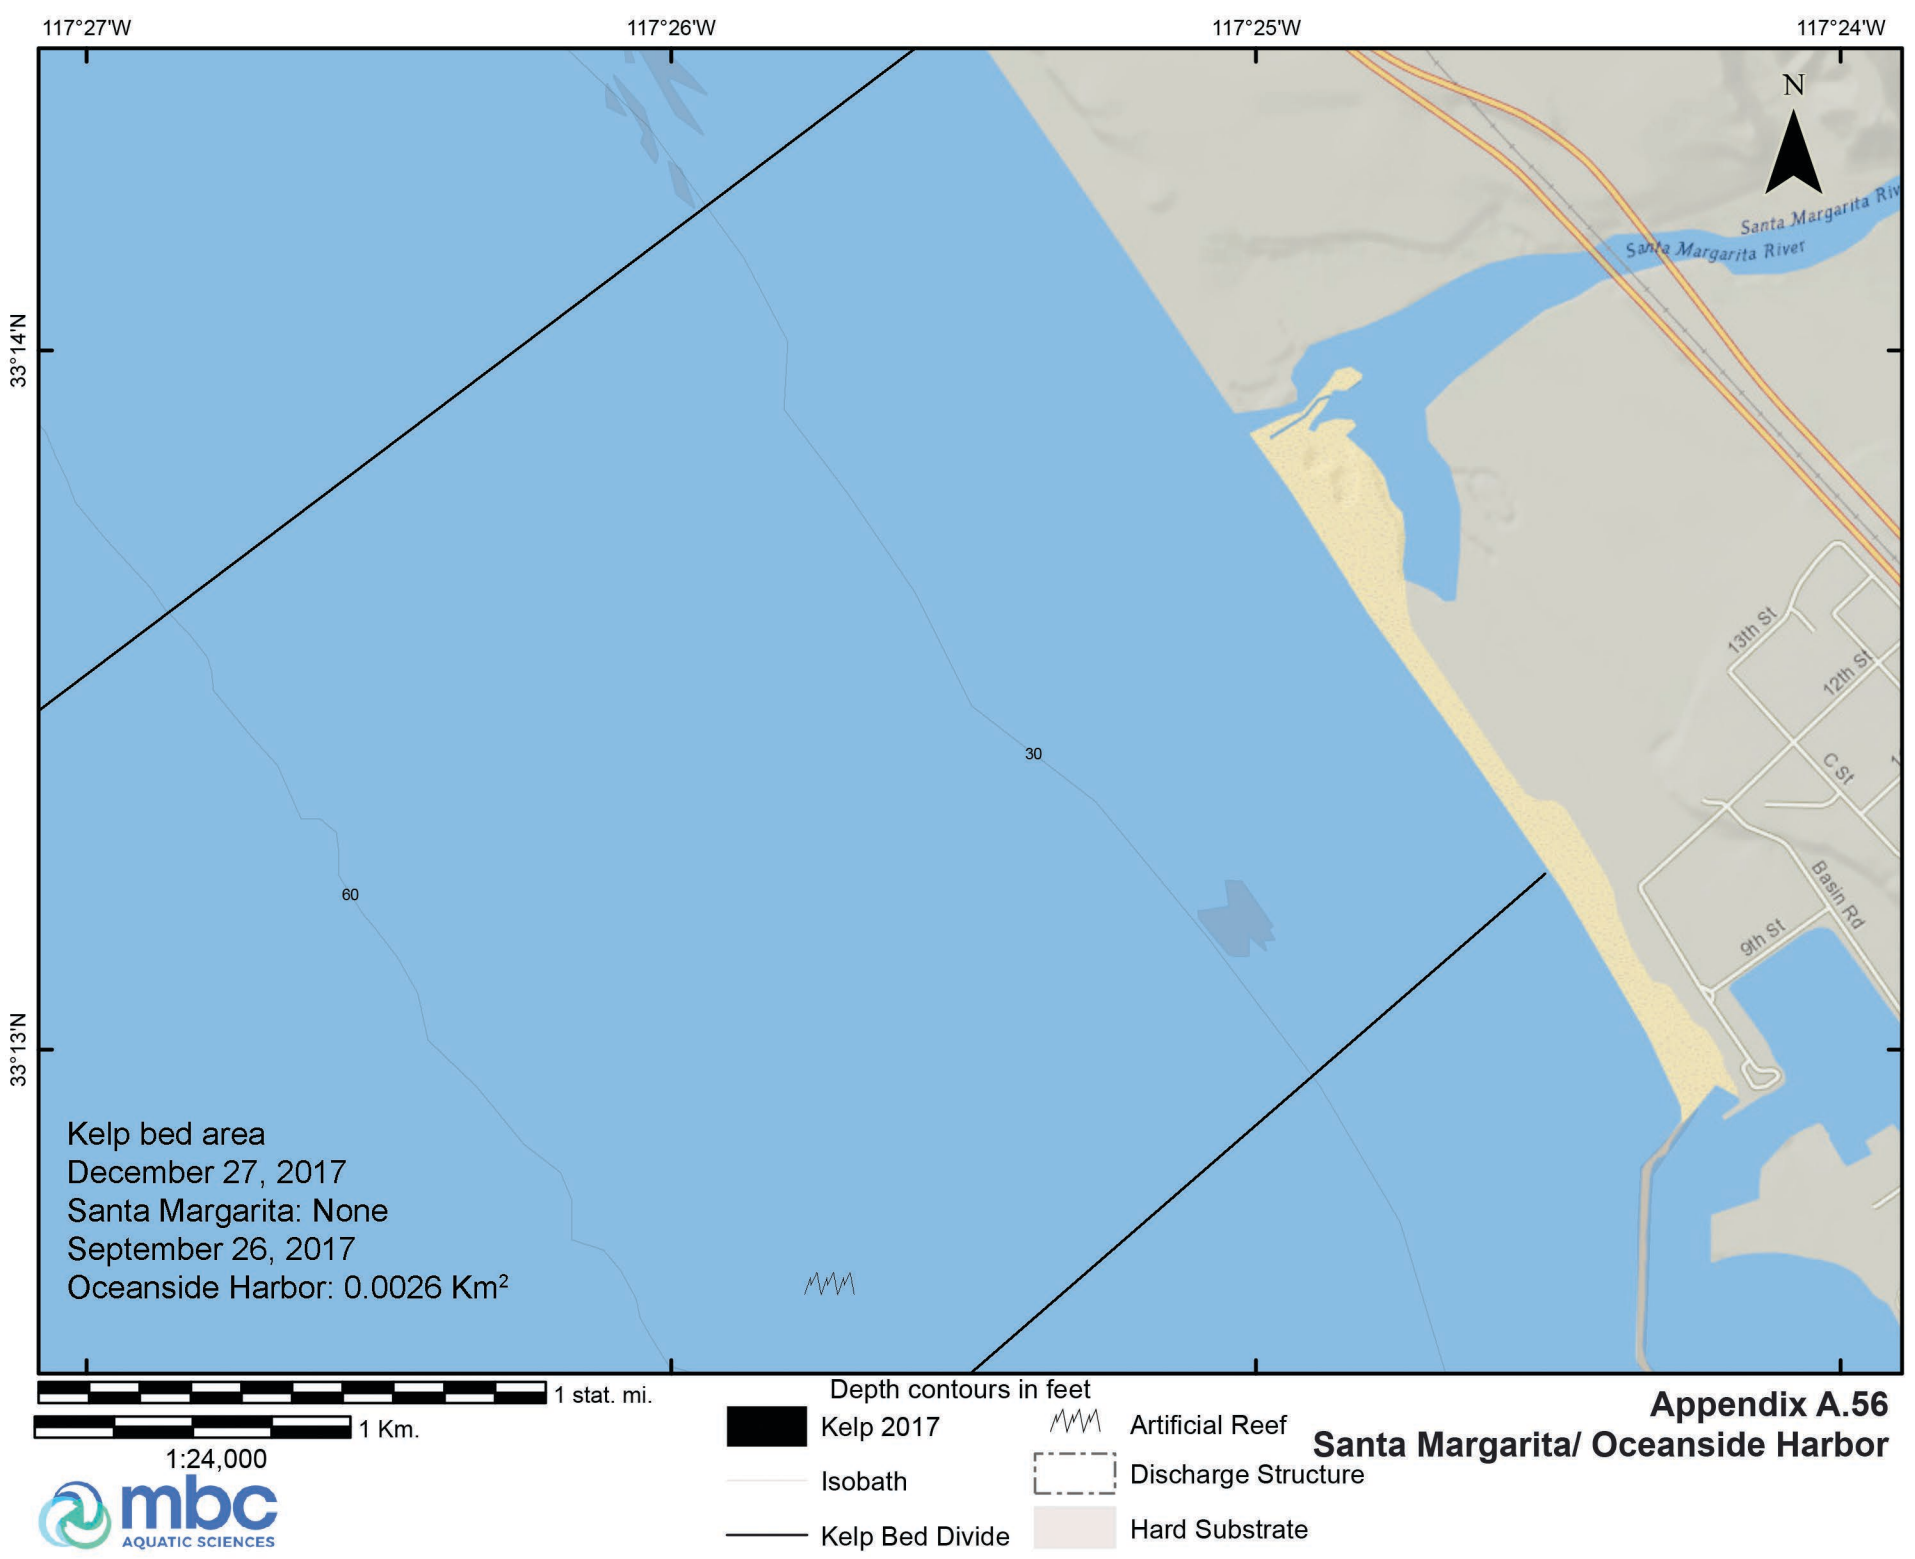 117°27'W
117°26'W
117°25'W
117°24'W
N
Santa Margarita Riv
Santa Margarita River
33°14'N
13th St
12th St
30
C St
1
60
Basin Rd
9th St
33°13'N
Kelp bed area
December 27, 2017
Santa Margarita: None
September 26, 2017
Oceanside Harbor: 0.0026 Km²
1 stat. mi.
1 Km.
1:24,000
mbc
AQUATIC SCIENCES
Depth contours in feet
Kelp 2017
Isobath
Kelp Bed Divide
Artificial Reef
Discharge Structure
Hard Substrate
Appendix A.56
Santa Margarita/ Oceanside Harbor